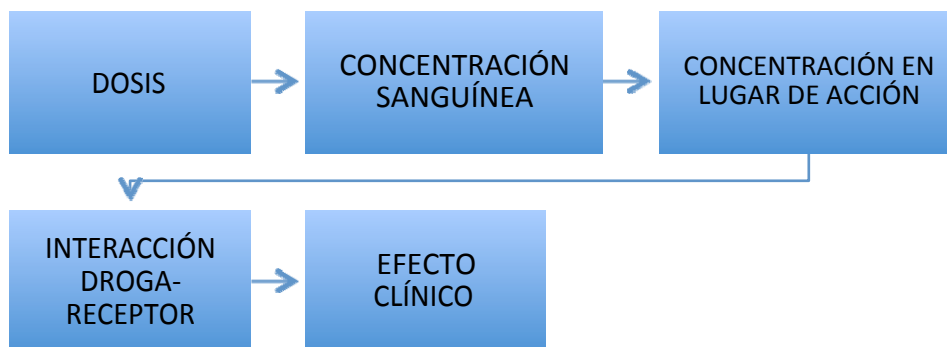 DOSIS
CONCENTRACIÓN
SANGUÍNEA
CONCENTRACIÓN EN
LUGAR DE ACCIÓN
INTERACCIÓN
DROGA-
RECEPTOR
EFECTO
CLÍNICO